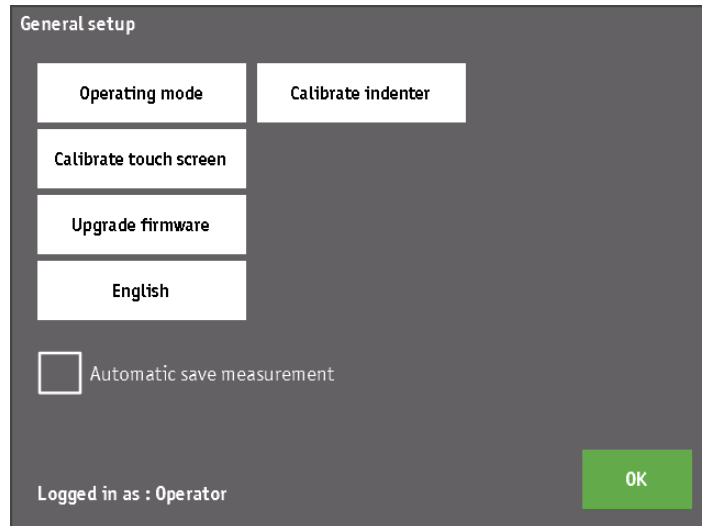 General setup
Operating mode
Calibrate indenter
Calibrate touch screen
Upgrade firmware
English
Automatic save measurement
OK
Logged in as : Operator